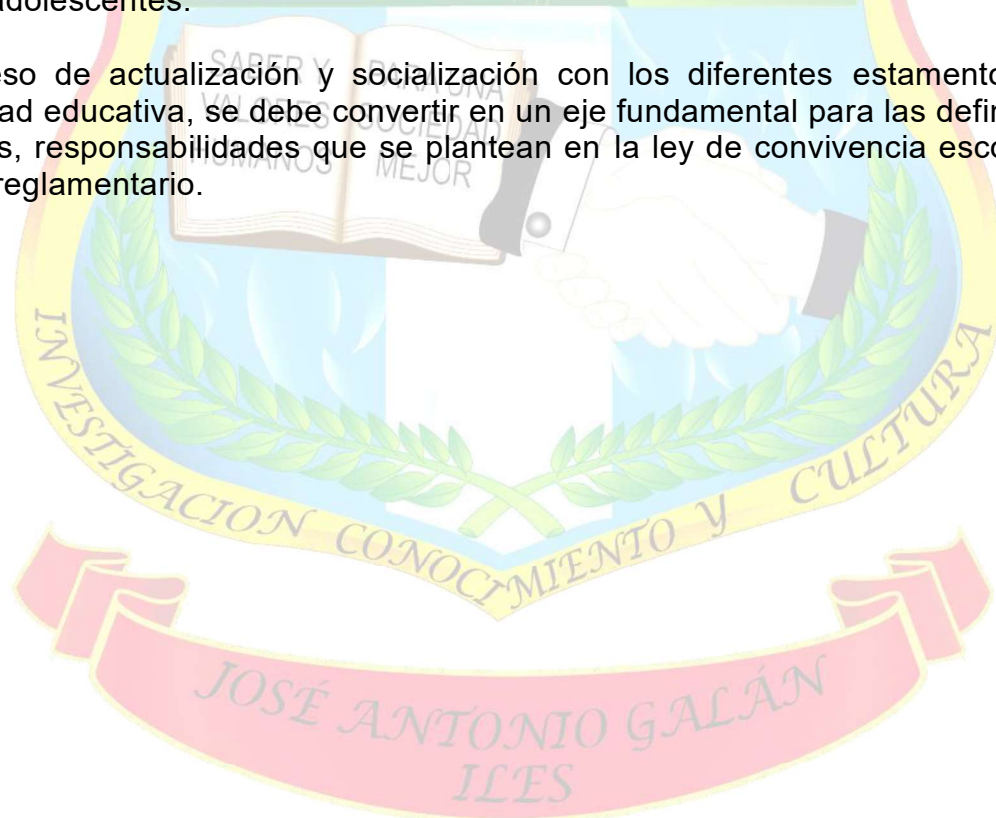 adolescentes.
eso de actualización y socialización con los diferentes estamento
ad educativa, se debe convertir en un eje fundamental para las defin
s, responsabilidades que se plantean en la ley de convivencia esco
reglamentario.
SABER Y PARA UNA
VALORES SOCIEDAD
HUMANOS MEJOR
INVESTIGACION CONOCIMIENTO Y CULTURA
JOSÉ ANTONIO GALÁN
ILES